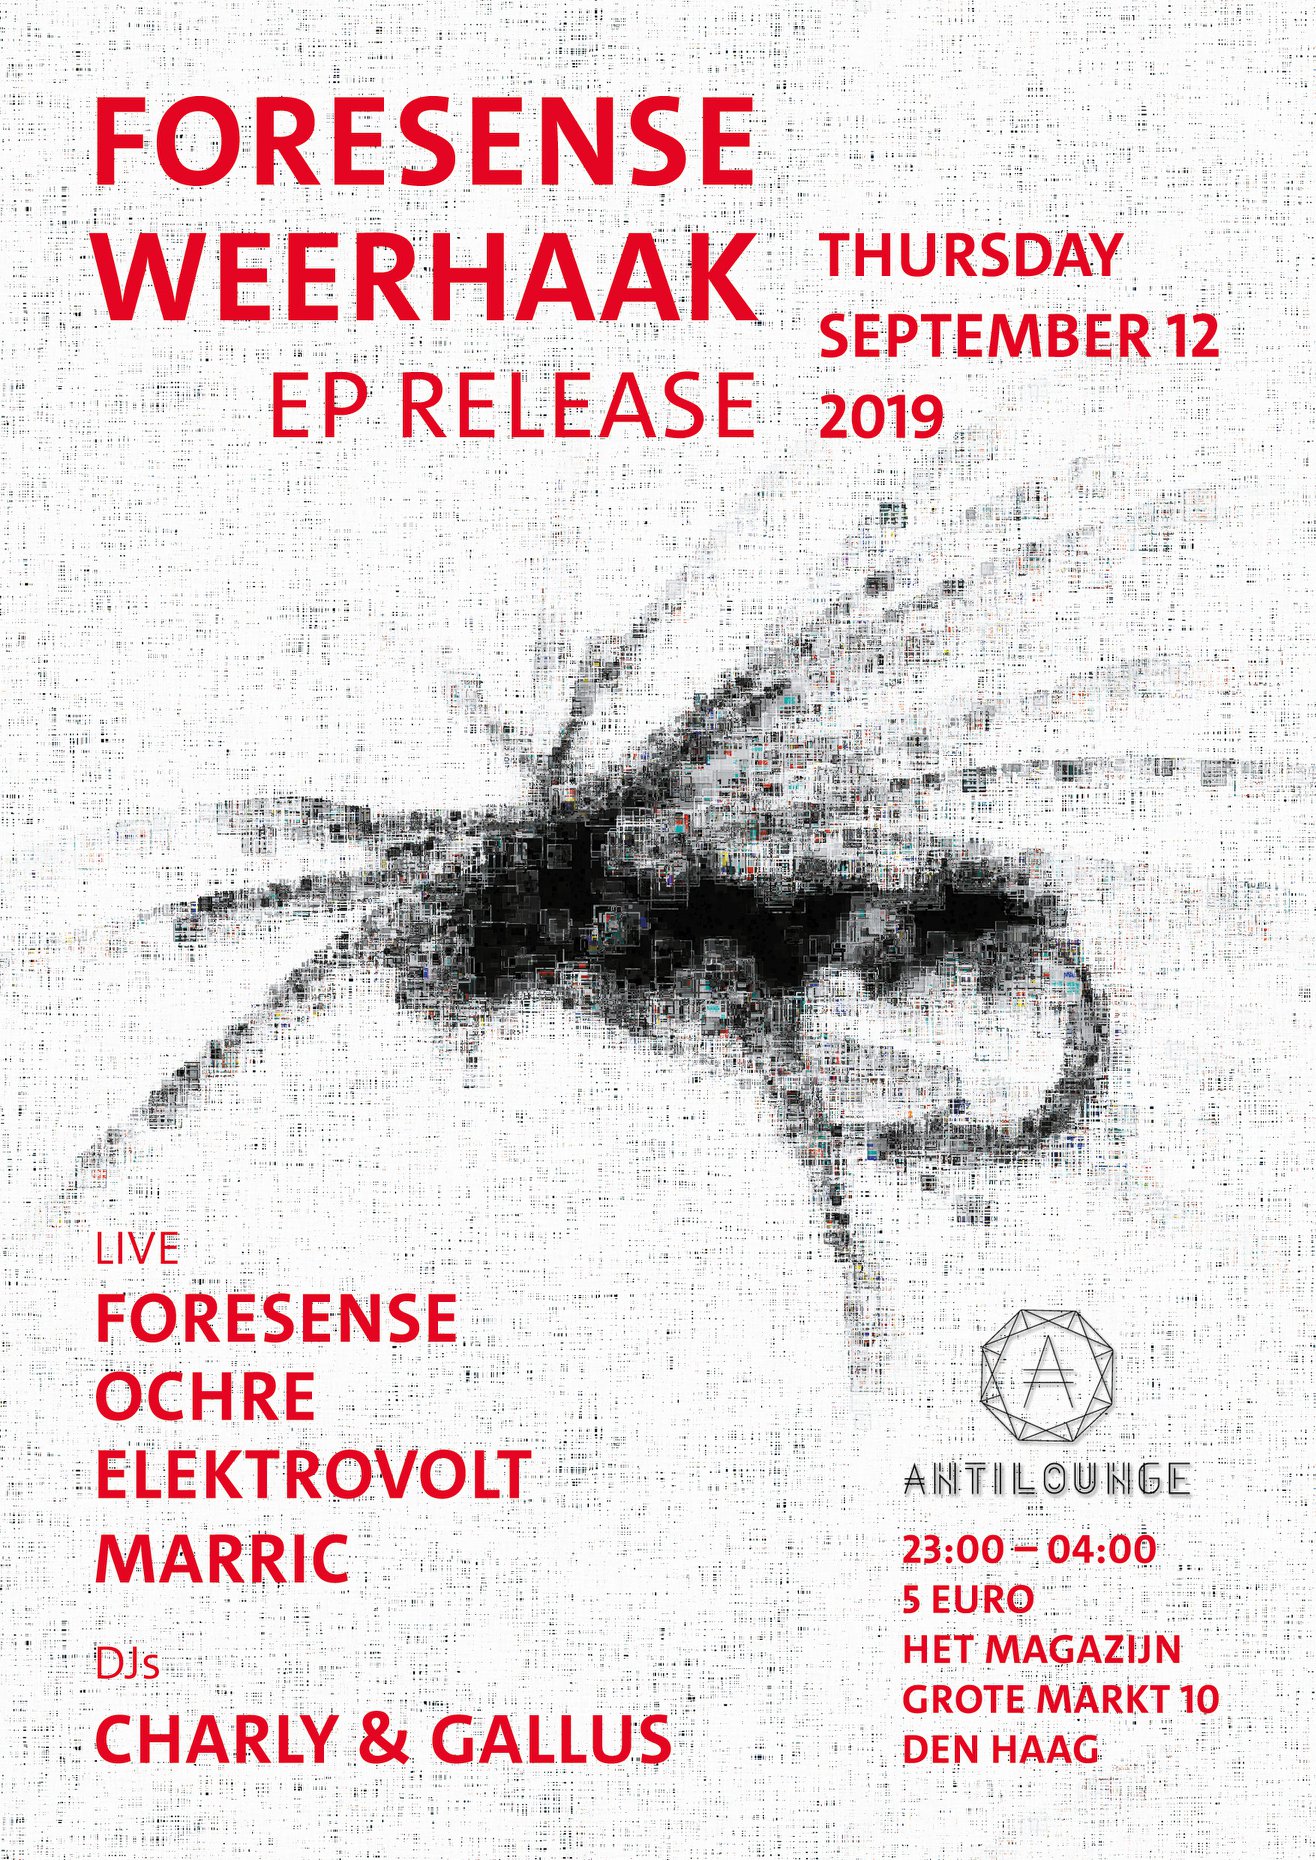 FORESENSE
WEERHAAK
EP RELEASE
THURSDAY
SEPTEMBER 12
2019
LIVE
FORESENSE
OCHRE
ELEKTROVOLT
MARRIC
DJs
CHARLY & GALLUS
A
ANTILOUNGE
23:00 – 04:00
5 EURO
HET MAGAZIJN
GROTE MARKT 10
DEN HAAG